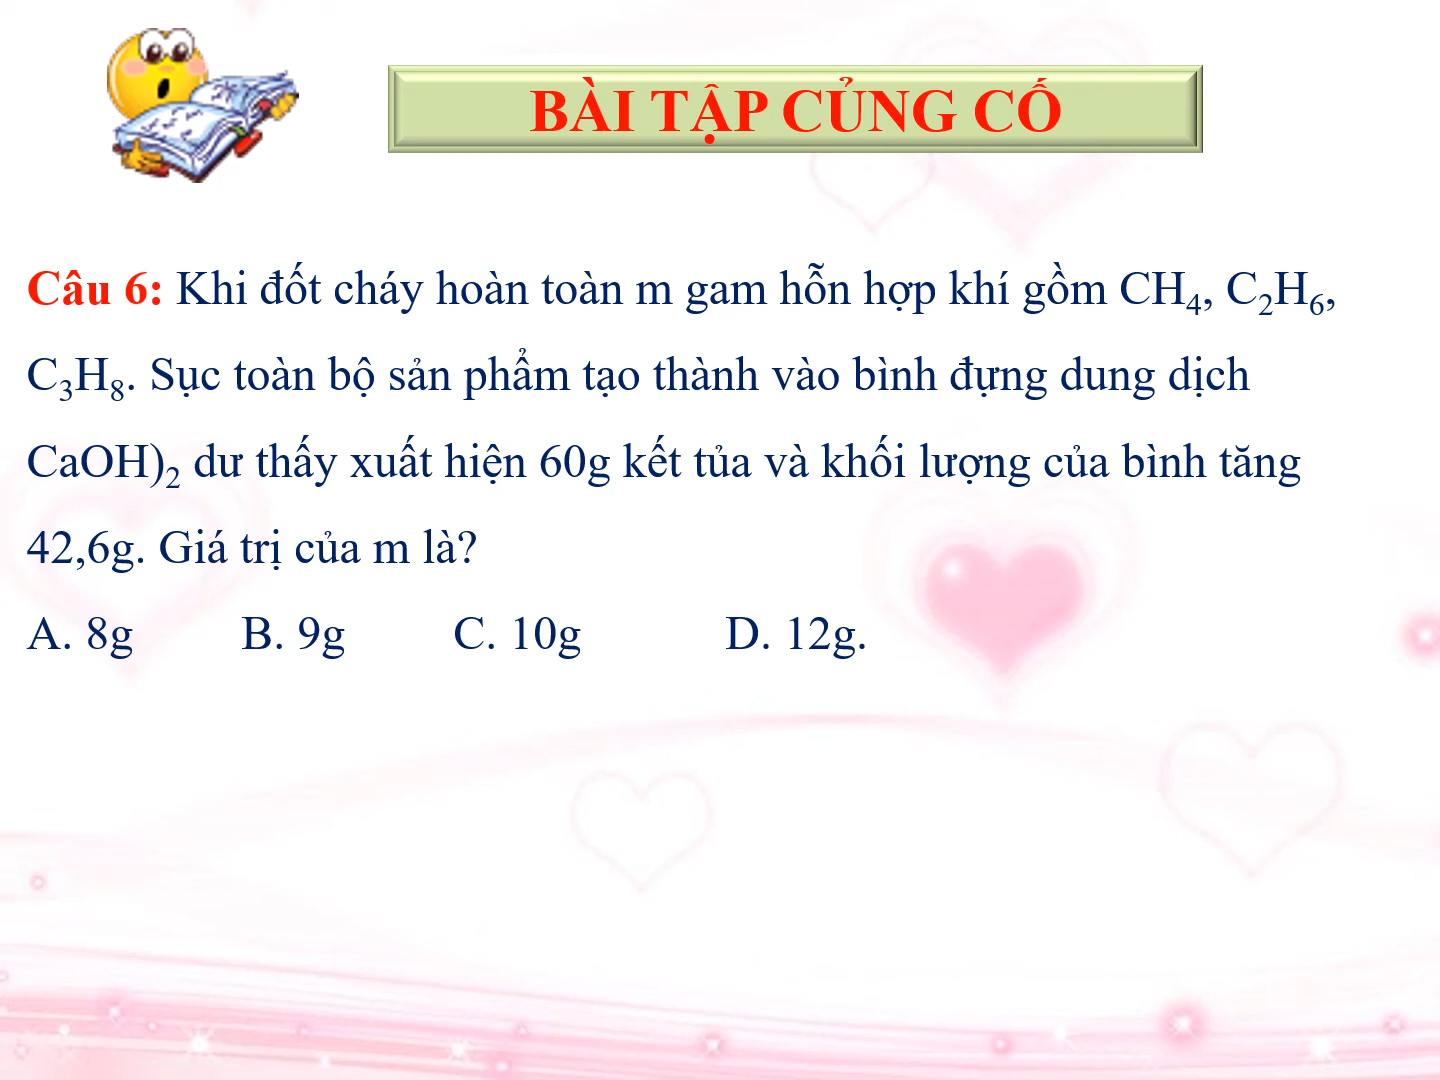 BÀI TẬP CỦNG CỐ
Câu 6: Khi đốt cháy hoàn toàn m gam hỗn hợp khí gồm CH₄, C₂H₆,
C₃H₈. Sục toàn bộ sản phẩm tạo thành vào bình đựng dung dịch
CaOH)₂ dư thấy xuất hiện 60g kết tủa và khối lượng của bình tăng
42,6g. Giá trị của m là?
A. 8g B. 9g C. 10g D. 12g.